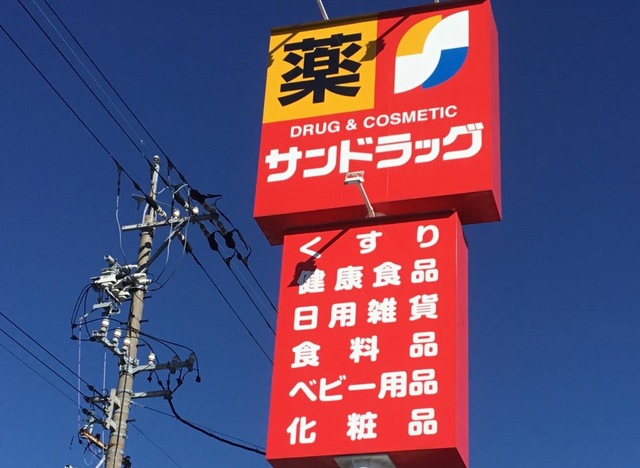 薬
DRUG & COSMETIC
サンドラッグ
くすり
健康食品
日用雑貨
食料品
ベビー用品
化粧品